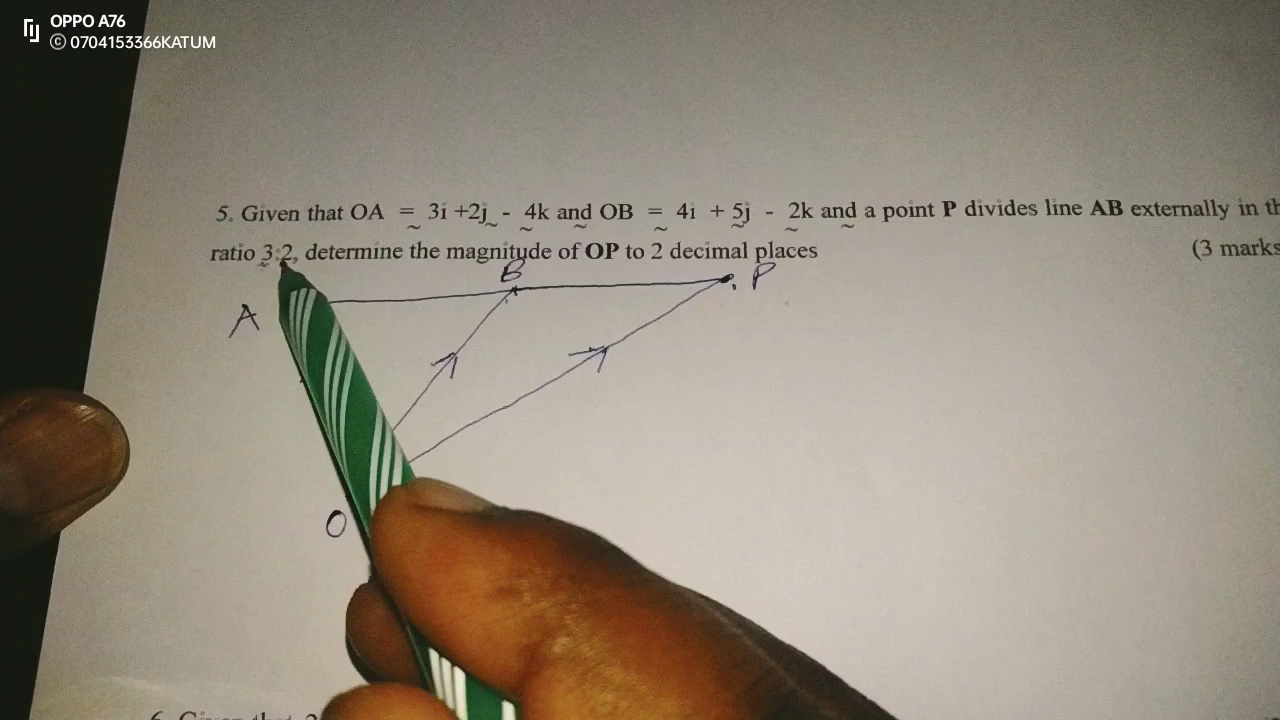 OPPO A76
© 0704153366KATUM
5. Given that OA = 3i +2j - 4k and OB = 4i + 5j - 2k and a point P divides line AB externally in th
ratio 3:2, determine the magnitude of OP to 2 decimal places (3 marks
B
P
A
O